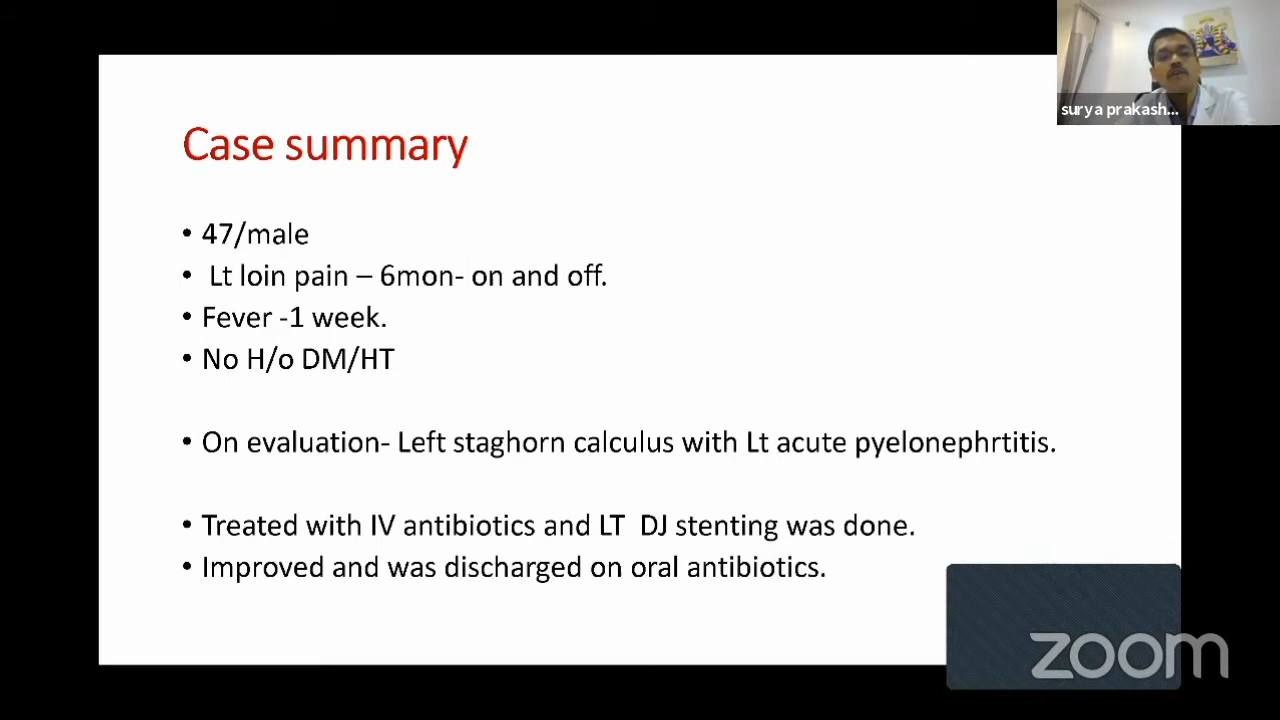 surya prakash...
Case summary
• 47/male
• Lt loin pain – 6mon- on and off.
• Fever -1 week.
• No H/o DM/HT
• On evaluation- Left staghorn calculus with Lt acute pyelonephrtitis.
• Treated with IV antibiotics and LT DJ stenting was done.
• Improved and was discharged on oral antibiotics.
zoom